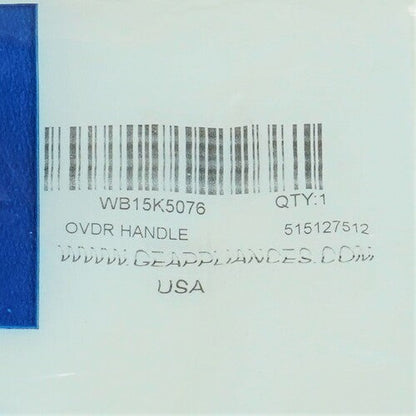 WB15K5076 QTY:1
OVDR HANDLE 515127512
WWW.GEAPPLIANCES.COM
USA